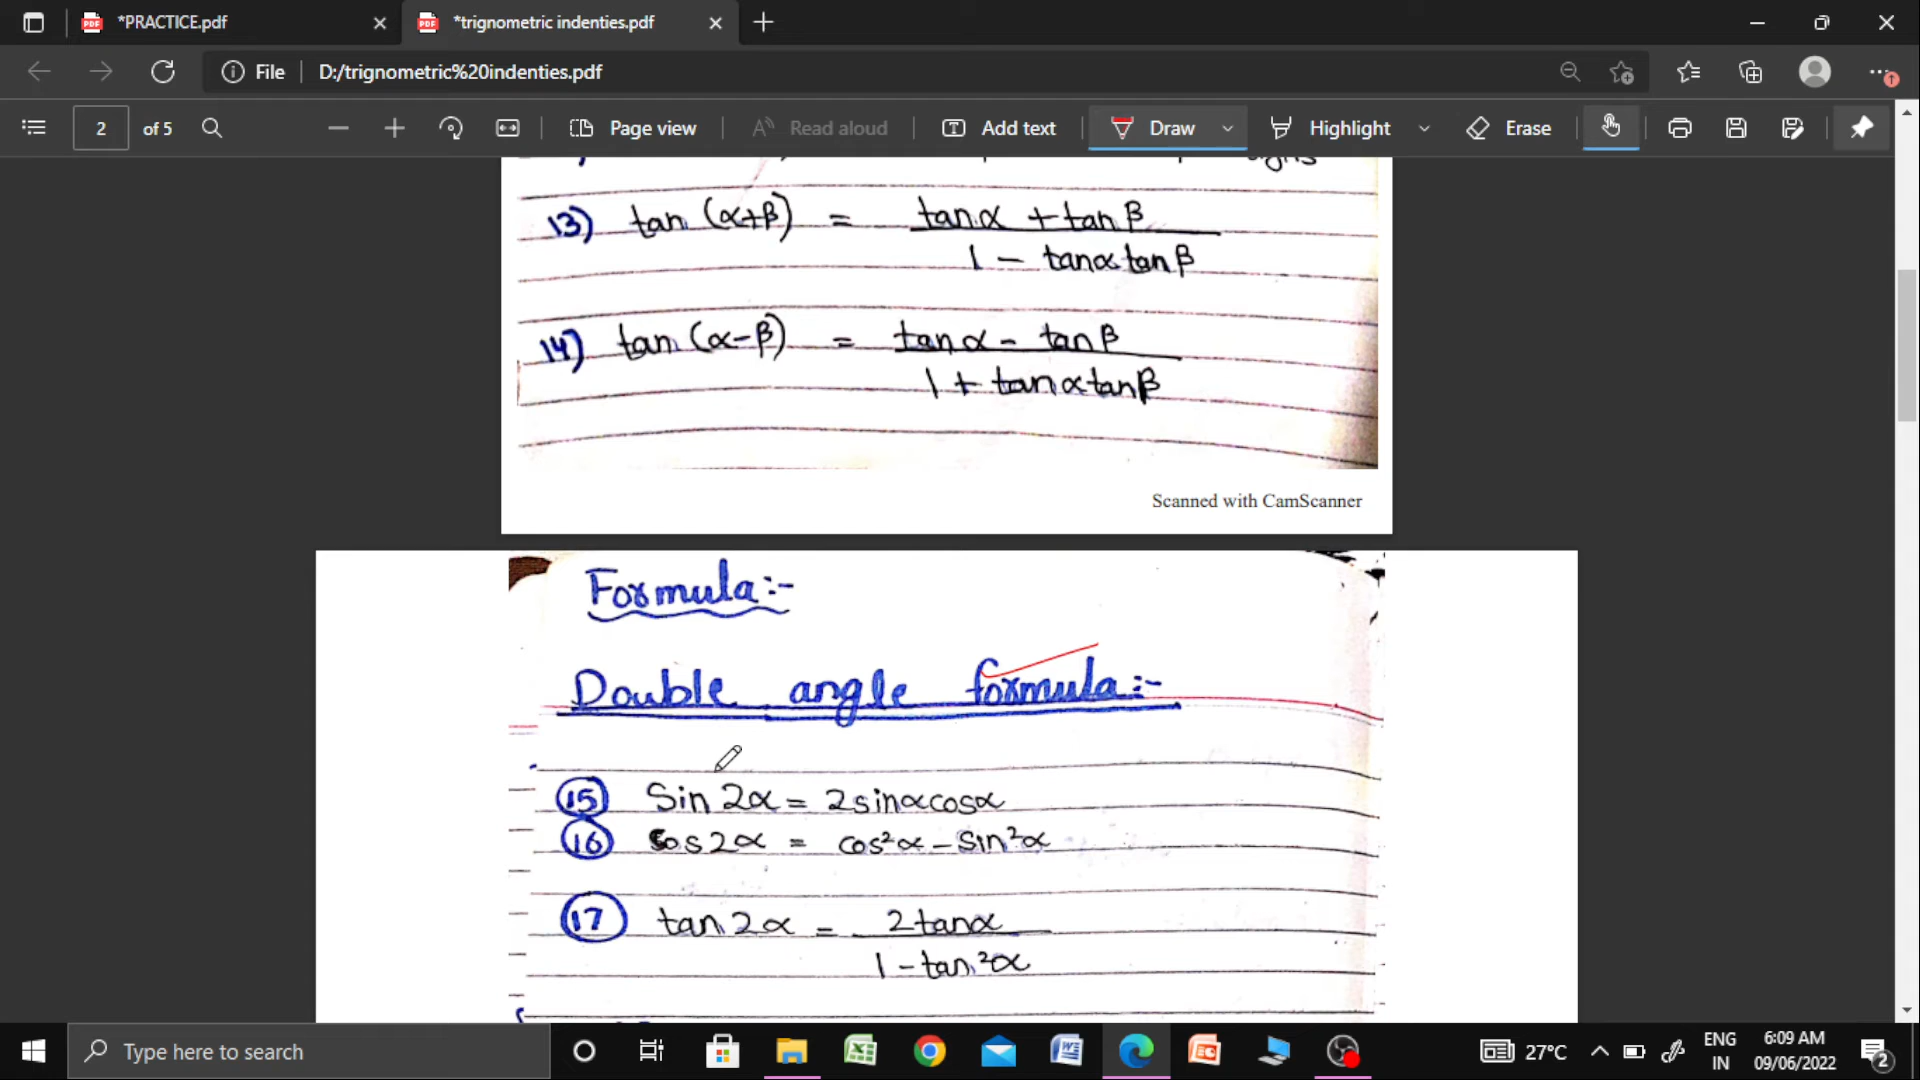 *PRACTICE.pdf
*trignometric indenties.pdf
File
D:/trignometric%20indenties.pdf
2
of 5
Page view
Read aloud
Add text
Draw
Highlight
Erase
13) tan (α+β) = tanα + tanβ
1 - tanα tanβ
14) tan (α-β) = tanα - tanβ
1 + tanα tanβ
Scanned with CamScanner
Formula:-
Double angle formula:-
15 Sin 2α = 2sinαcosα
16 Cos 2α = cos²α - Sin²α
17 tan 2α = 2tanα
1 - tan²α
Type here to search
27°C
ENG
IN
6:09 AM
09/06/2022
2